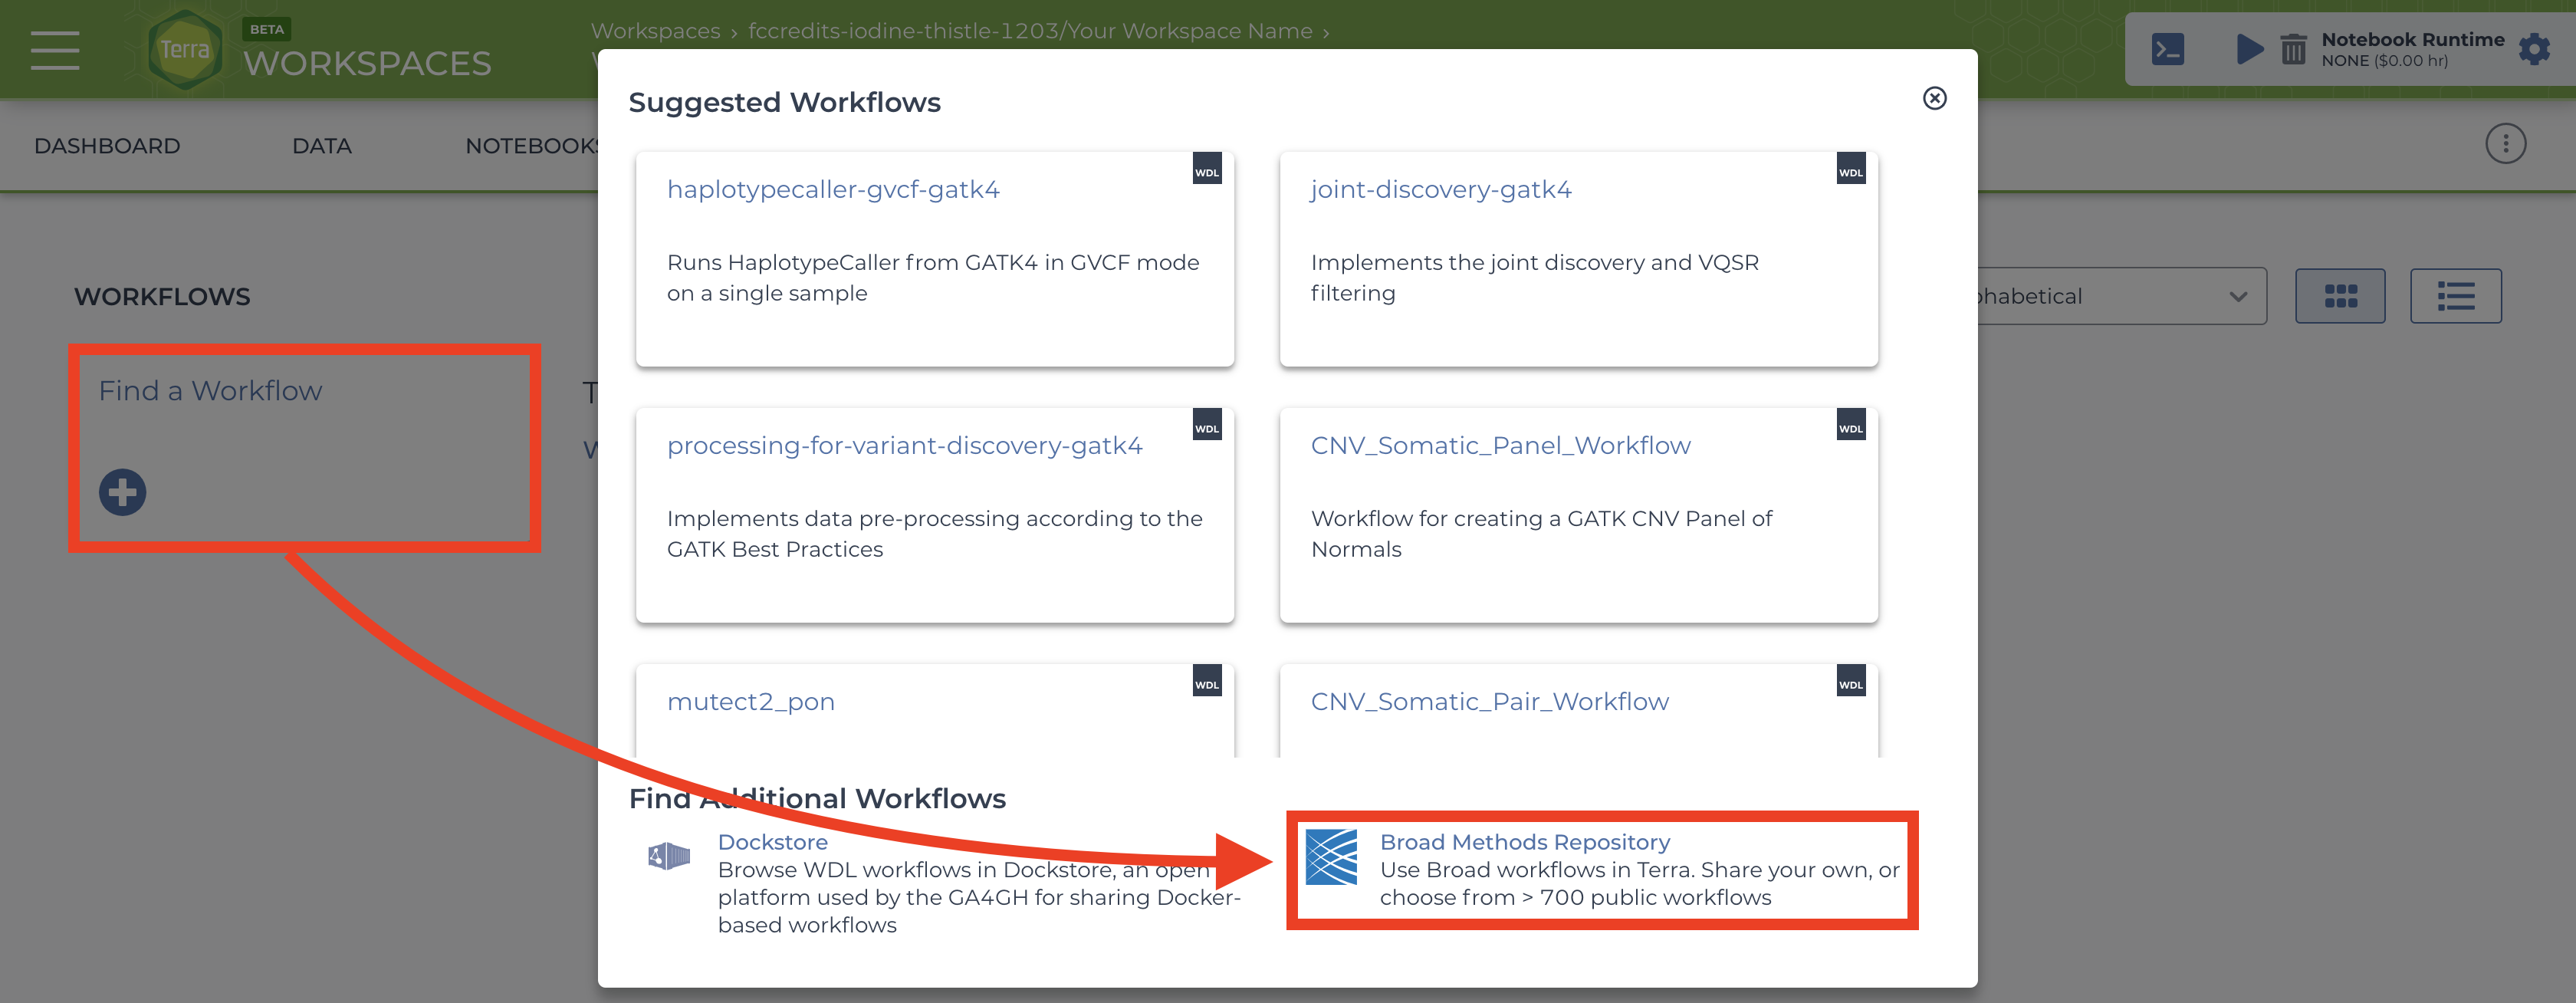 Terra
BETA
WORKSPACES
Workspaces › fccredits-iodine-thistle-1203/Your Workspace Name ›
Notebook Runtime
NONE ($0.00 hr)
DASHBOARD
DATA
NOTEBOOKS
WORKFLOWS
Find a Workflow
Suggested Workflows
haplotypecaller-gvcf-gatk4
WDL
Runs HaplotypeCaller from GATK4 in GVCF mode
on a single sample
joint-discovery-gatk4
WDL
Implements the joint discovery and VQSR
filtering
habetical
processing-for-variant-discovery-gatk4
WDL
Implements data pre-processing according to the
GATK Best Practices
CNV_Somatic_Panel_Workflow
WDL
Workflow for creating a GATK CNV Panel of
Normals
mutect2_pon
WDL
CNV_Somatic_Pair_Workflow
WDL
Find Additional Workflows
Dockstore
Browse WDL workflows in Dockstore, an open
platform used by the GA4GH for sharing Docker-
based workflows
Broad Methods Repository
Use Broad workflows in Terra. Share your own, or
choose from > 700 public workflows